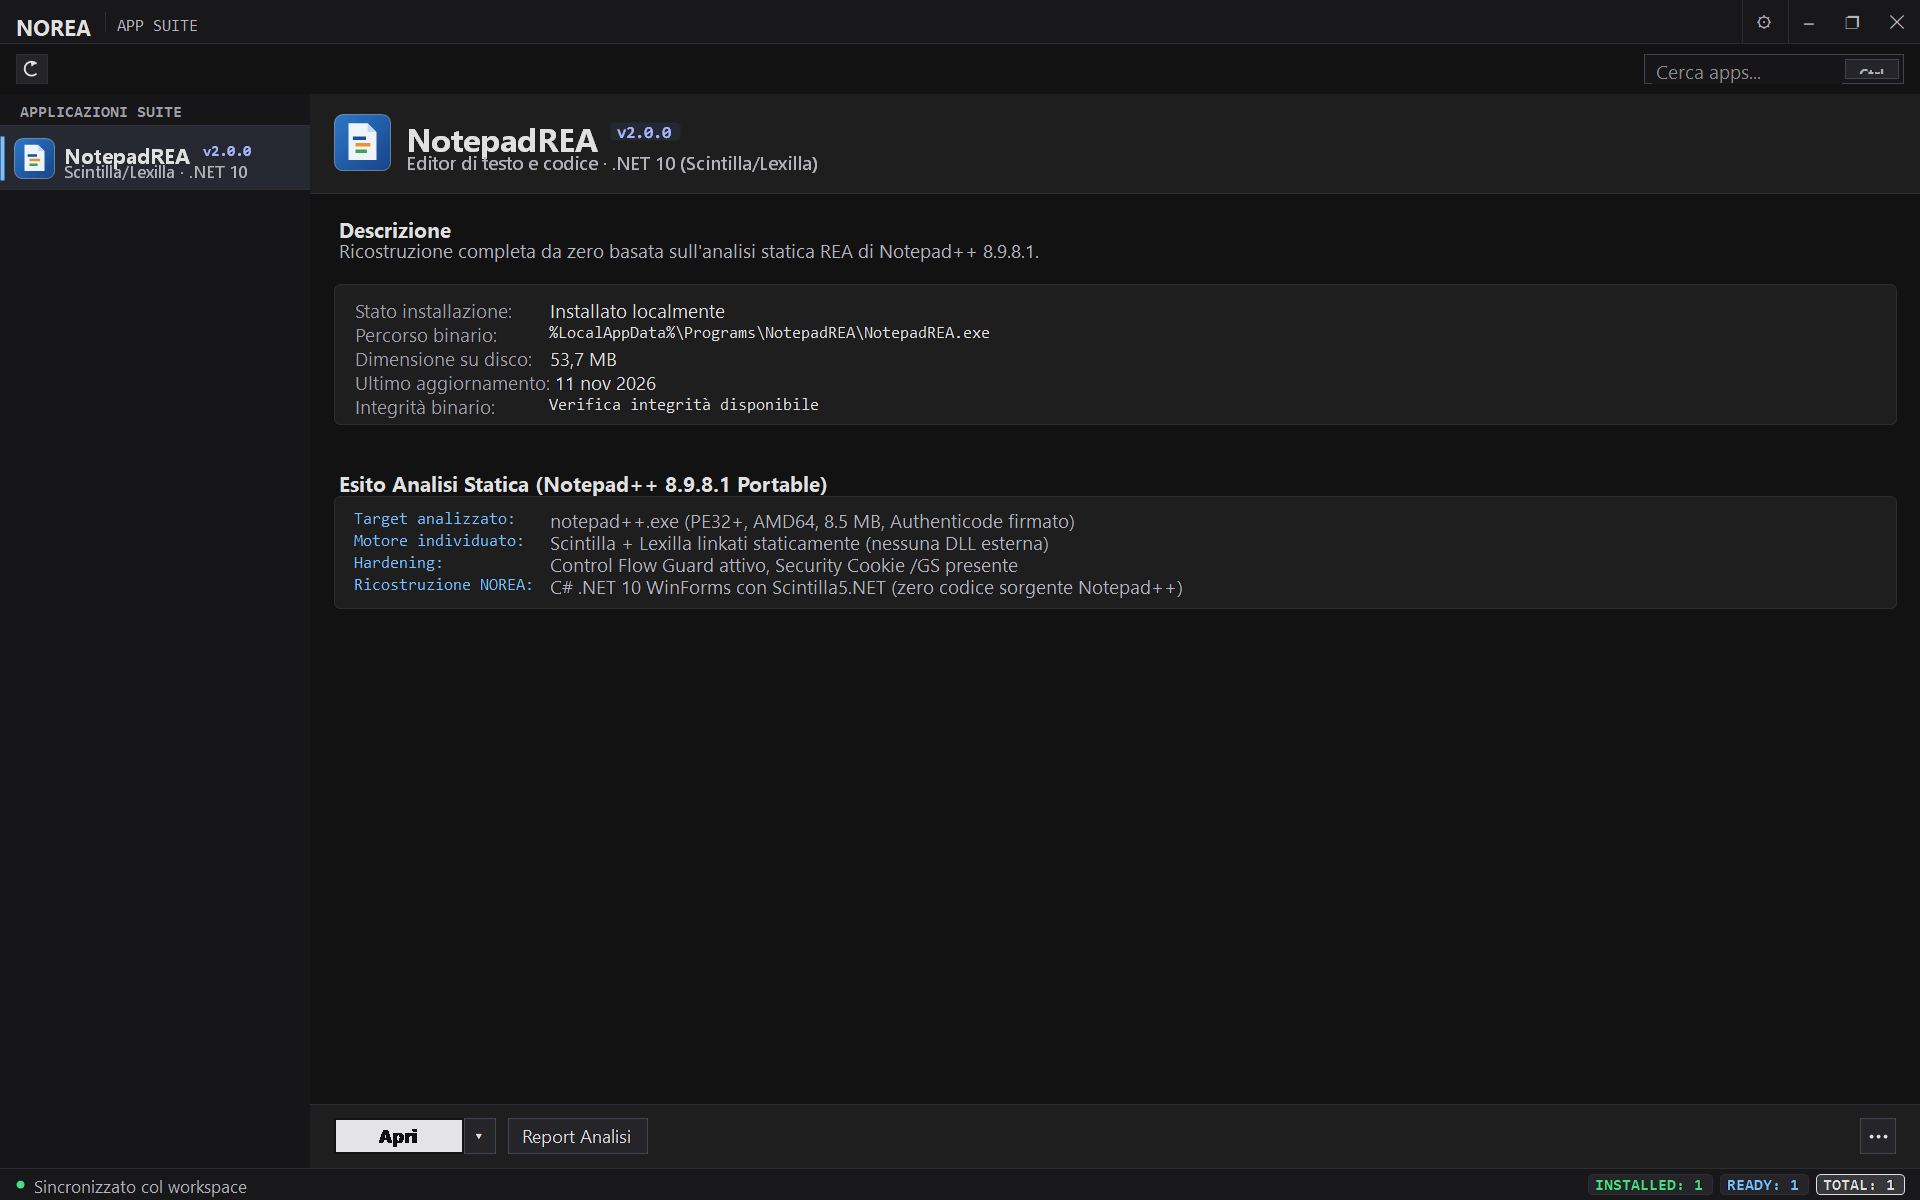 NOREA APP SUITE
Cerca apps...
APPLICAZIONI SUITE
NotepadREA v2.0.0
Scintilla/Lexilla · .NET 10
NotepadREA v2.0.0
Editor di testo e codice · .NET 10 (Scintilla/Lexilla)
Descrizione
Ricostruzione completa da zero basata sull'analisi statica REA di Notepad++ 8.9.8.1.
Stato installazione: Installato localmente
Percorso binario: %LocalAppData%\Programs\NotepadREA\NotepadREA.exe
Dimensione su disco: 53,7 MB
Ultimo aggiornamento: 11 nov 2026
Integrità binario: Verifica integrità disponibile
Esito Analisi Statica (Notepad++ 8.9.8.1 Portable)
Target analizzato: notepad++.exe (PE32+, AMD64, 8.5 MB, Authenticode firmato)
Motore individuato: Scintilla + Lexilla linkati staticamente (nessuna DLL esterna)
Hardening: Control Flow Guard attivo, Security Cookie /GS presente
Ricostruzione NOREA: C# .NET 10 WinForms con Scintilla5.NET (zero codice sorgente Notepad++)
Apri
Report Analisi
Sincronizzato col workspace
INSTALLED: 1 READY: 1 TOTAL: 1